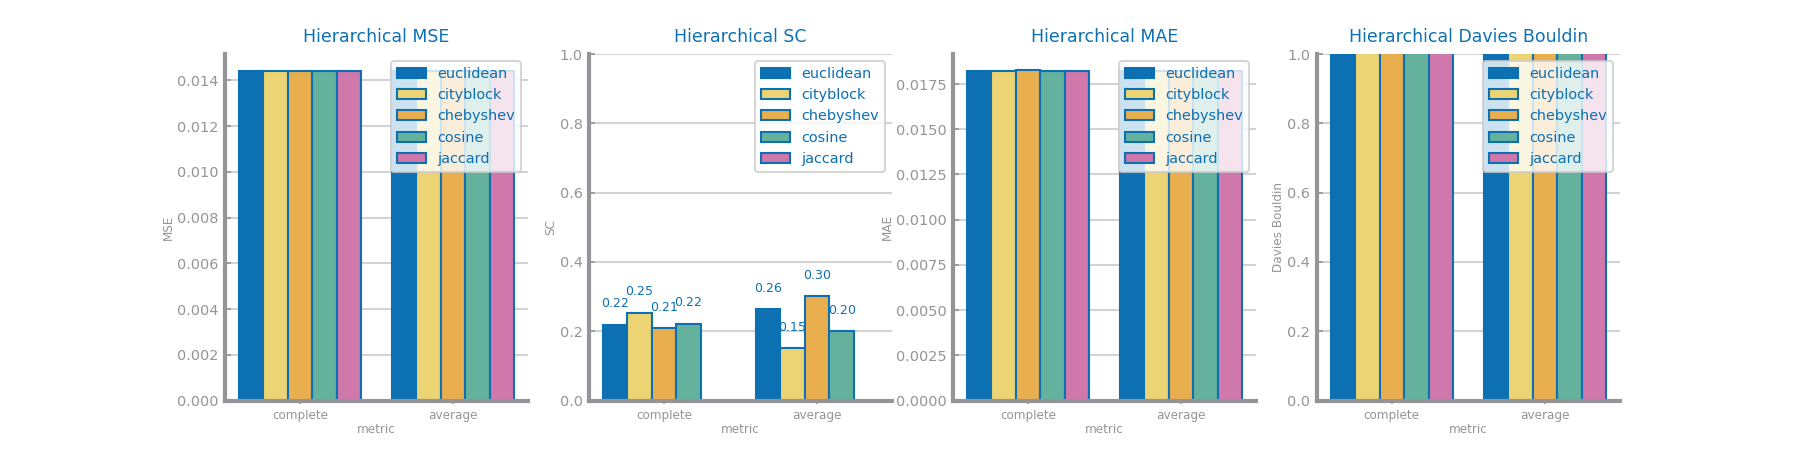 Hierarchical MSE
MSE
0.014
0.012
0.010
0.008
0.006
0.004
0.002
0.000
euclidean
cityblock
chebyshev
cosine
jaccard
complete
average
metric
Hierarchical SC
SC
1.0
0.8
0.6
0.4
0.2
0.0
euclidean
cityblock
chebyshev
cosine
jaccard
0.22
0.25
0.21
0.22
0.26
0.15
0.30
0.20
complete
average
metric
Hierarchical MAE
MAE
0.0175
0.0150
0.0125
0.0100
0.0075
0.0050
0.0025
0.0000
euclidean
cityblock
chebyshev
cosine
jaccard
complete
average
metric
Hierarchical Davies Bouldin
Davies Bouldin
1.0
0.8
0.6
0.4
0.2
0.0
euclidean
cityblock
chebyshev
cosine
jaccard
complete
average
metric